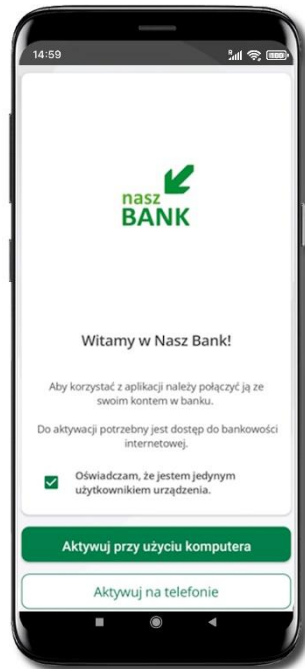 14:59
nasz
BANK
Witamy w Nasz Bank!
Aby korzystać z aplikacji należy połączyć ją ze
swoim kontem w banku.
Do aktywacji potrzebny jest dostęp do bankowości
internetowej.
Oświadczam, że jestem jedynym
użytkownikiem urządzenia.
Aktywuj przy użyciu komputera
Aktywuj na telefonie